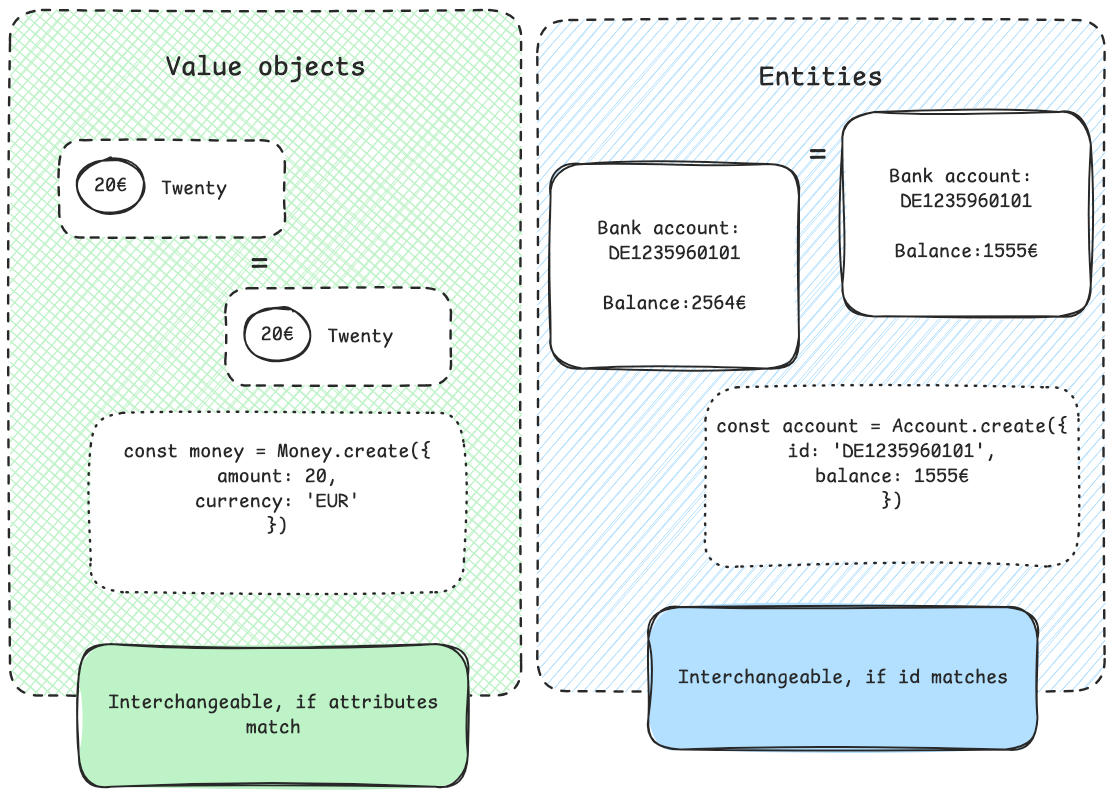 Value objects
20€ Twenty
=
20€ Twenty
const money = Money.create({
amount: 20,
currency: 'EUR'
})
Interchangeable, if attributes
match
Entities
Bank account:
DE1235960101
Balance:2564€
=
Bank account:
DE1235960101
Balance:1555€
const account = Account.create({
id: 'DE1235960101',
balance: 1555€
})
Interchangeable, if id matches